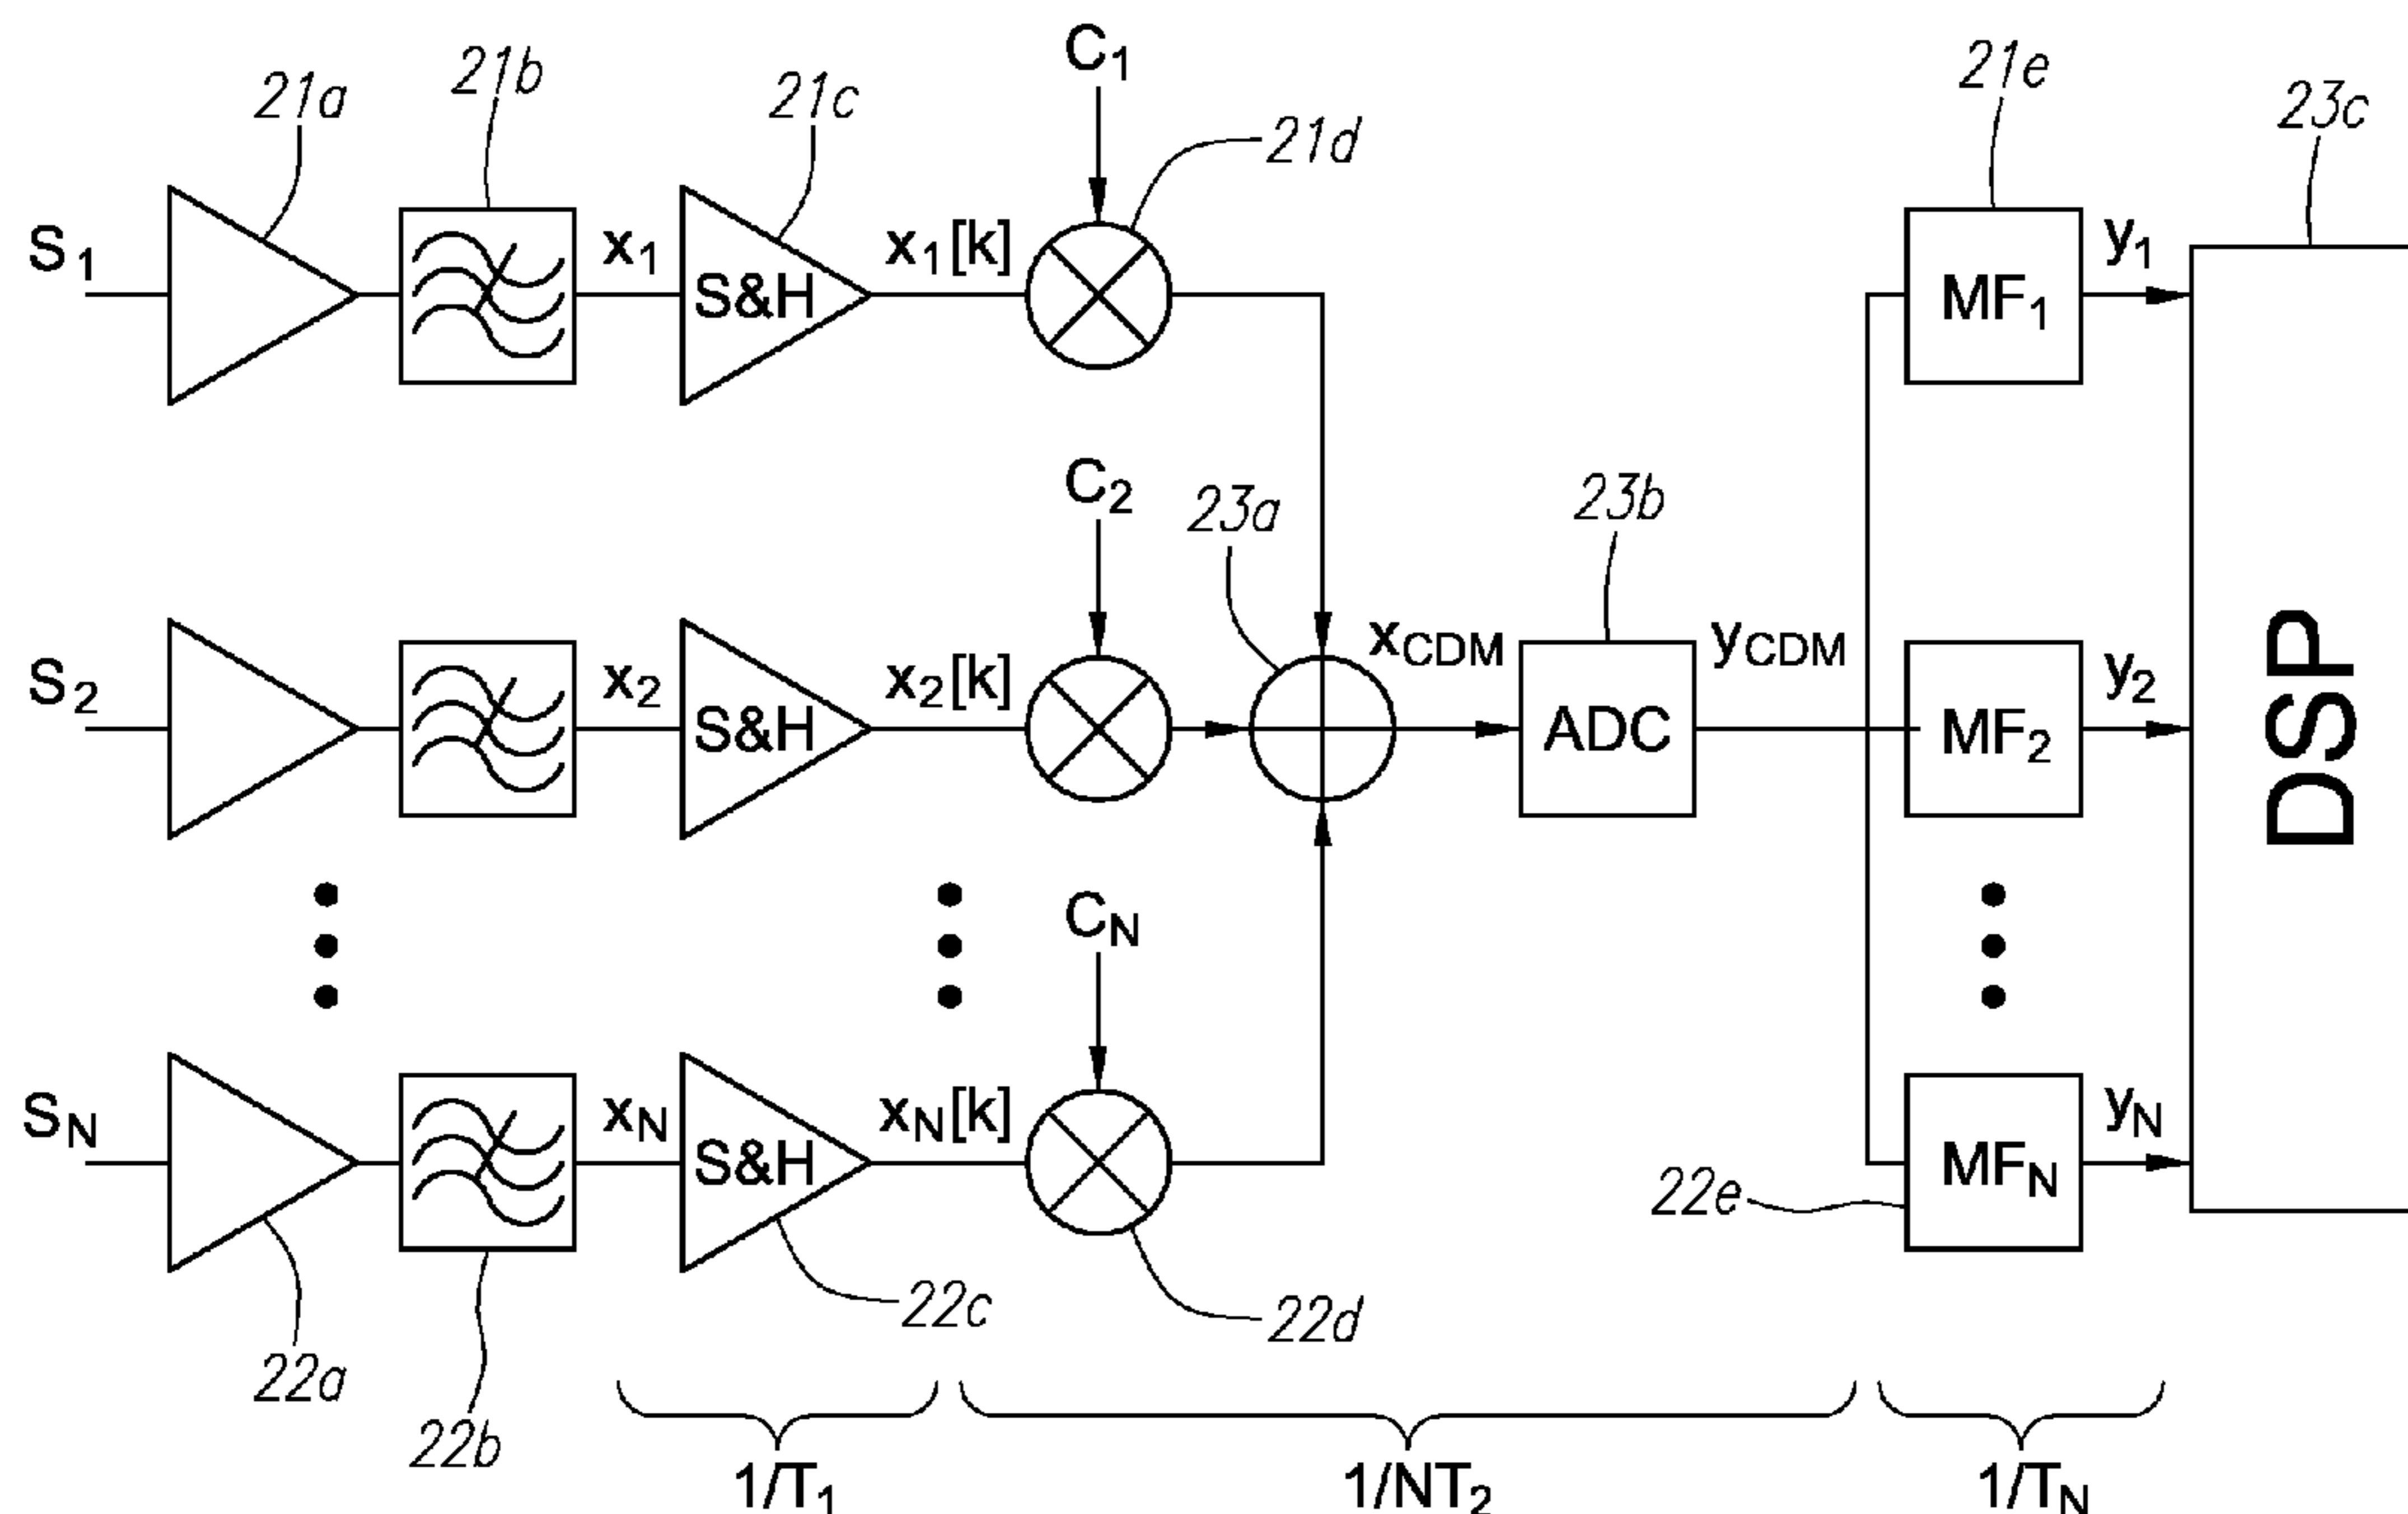 C1
21a
21b
21c
21d
21e
23c
S1
x1
S&H
x1[k]
MF1
y1
C2
23a
23b
S2
x2
S&H
x2[k]
xCDM
ADC
yCDM
MF2
y2
DSP
CN
SN
xN
S&H
xN[k]
22e
MFN
yN
22a
22b
22c
22d
1/T1
1/NT2
1/TN